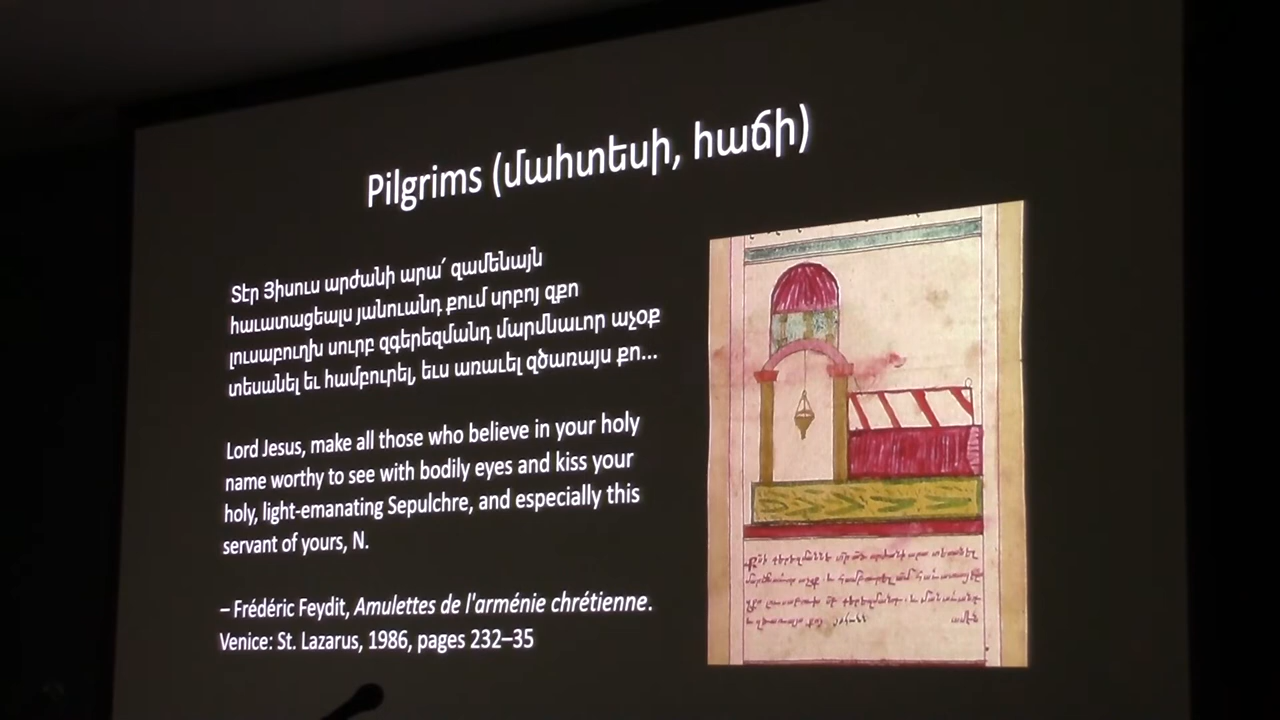 Pilgrims (մահտեսի, հաճի)
Տէր Յիսուս արժանի արա՛ զամենայն
հաւատացեալս յանուանդ քում սրբոյ զքո
լուսաբուղխ սուրբ զգերեզմանդ մարմնաւոր աչօք
տեսանել եւ համբուրել, եւս առաւել զծառայս քո...
Lord Jesus, make all those who believe in your holy
name worthy to see with bodily eyes and kiss your
holy, light-emanating Sepulchre, and especially this
servant of yours, N.
– Frédéric Feydit, Amulettes de l'arménie chrétienne.
Venice: St. Lazarus, 1986, pages 232–35